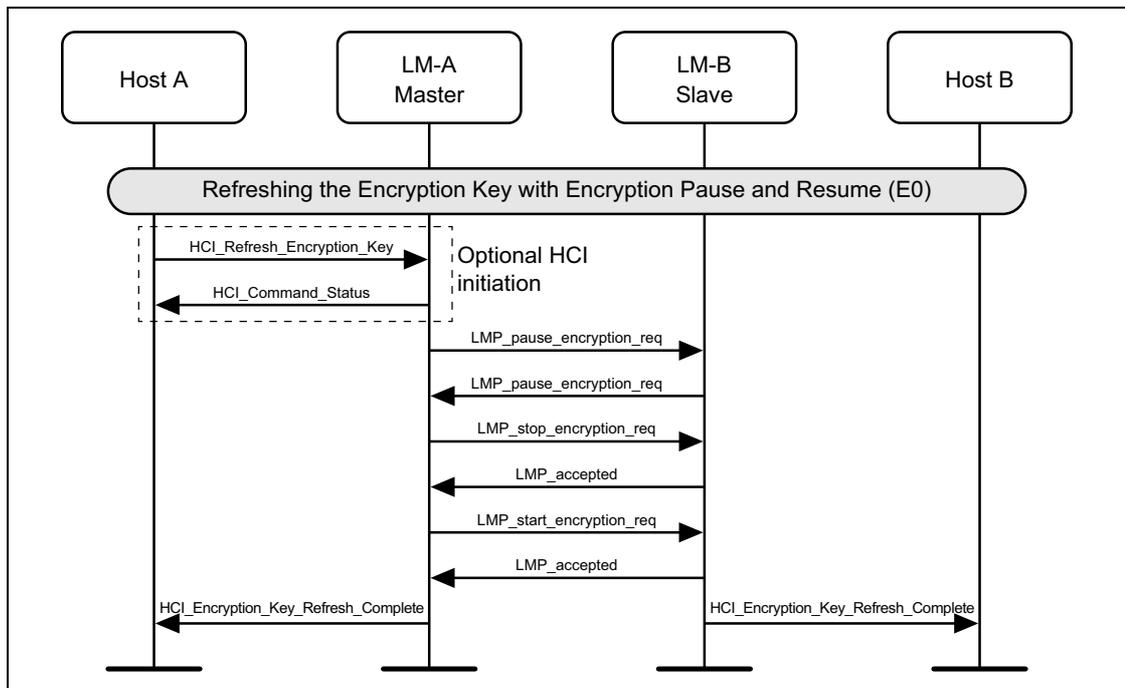 Host A
LM-A
Master
LM-B
Slave
Host B
Refreshing the Encryption Key with Encryption Pause and Resume (E0)
HCI_Refresh_Encryption_Key
Optional HCI
initiation
HCI_Command_Status
LMP_pause_encryption_req
LMP_pause_encryption_req
LMP_stop_encryption_req
LMP_accepted
LMP_start_encryption_req
LMP_accepted
HCI_Encryption_Key_Refresh_Complete
HCI_Encryption_Key_Refresh_Complete